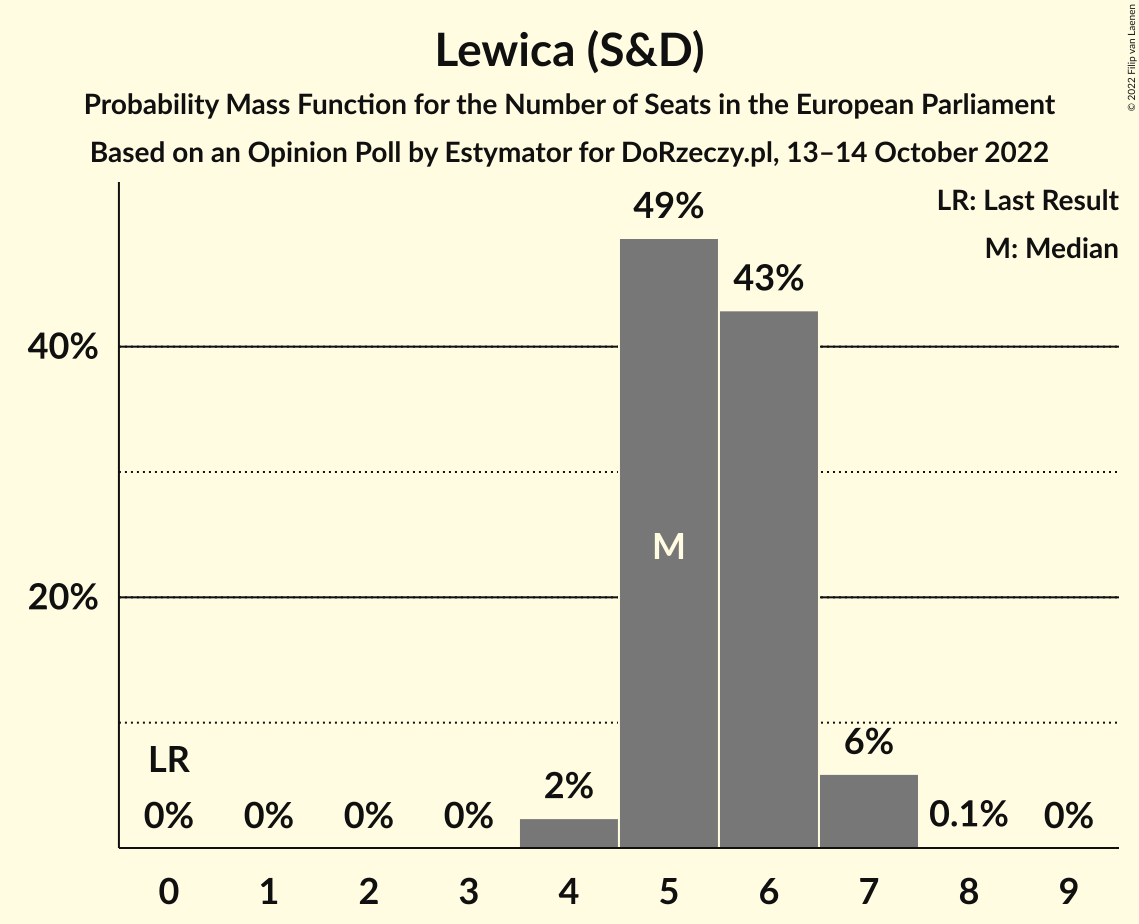 Lewica (S&D)
Probability Mass Function for the Number of Seats in the European Parliament
Based on an Opinion Poll by Estymator for DoRzeczy.pl, 13–14 October 2022
© 2022 Filip van Laenen
LR: Last Result
M: Median
49%
43%
40%
M
20%
6%
LR
2%
0% 0% 0% 0% 0.1% 0%
0 1 2 3 4 5 6 7 8 9